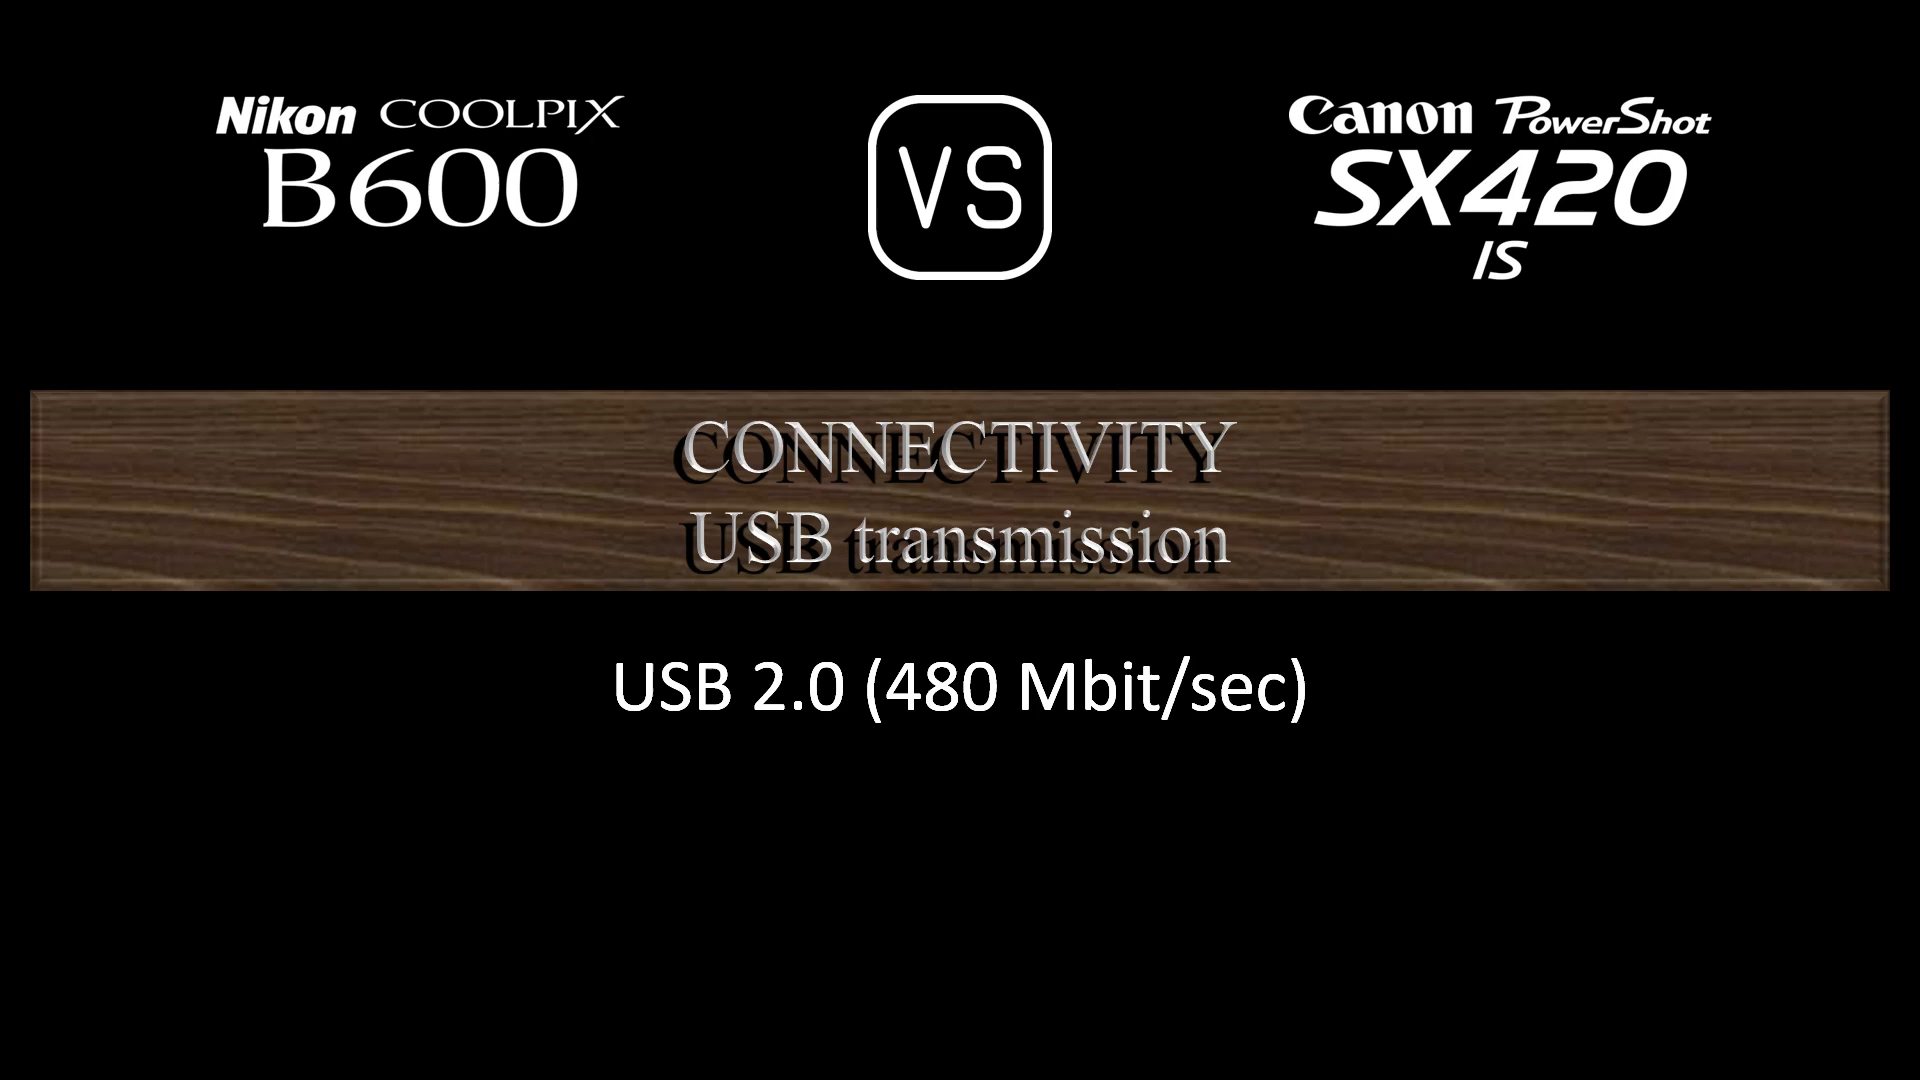 Nikon COOLPIX
B600
VS
Canon PowerShot
SX420
IS
CONNECTIVITY
USB transmission
USB 2.0 (480 Mbit/sec)